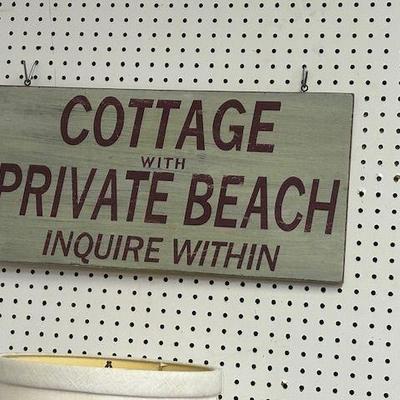 COTTAGE
WITH
PRIVATE BEACH
INQUIRE WITHIN